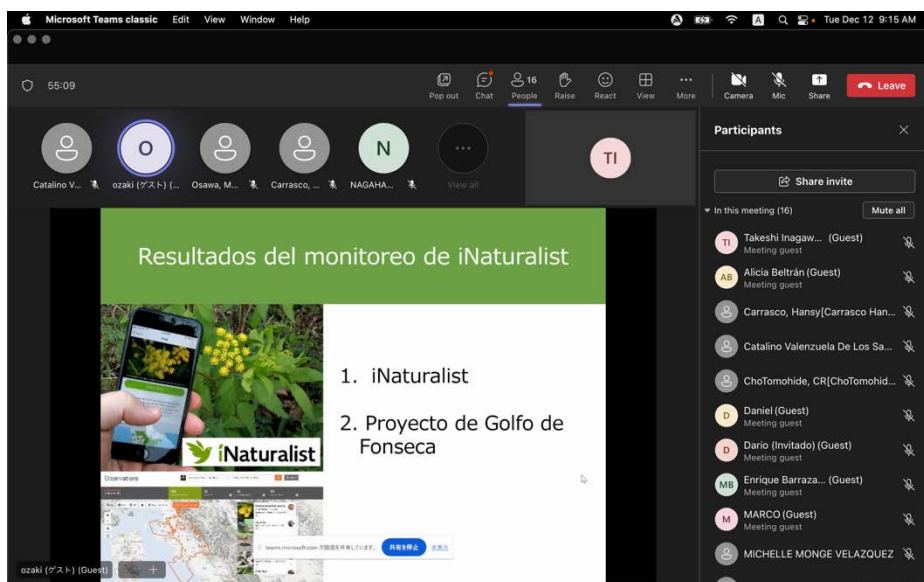 Microsoft Teams classic Edit View Window Help
Tue Dec 12 9:15 AM
55:09
16
Pop out Chat People Raise React View More Camera Mic Share Leave
Catalino V... ozaki (ゲスト) (... Osawa, M... Carrasco, ... NAGAHA... View all
O
N
TI
Participants
Share invite
In this meeting (16) Mute all
TI Takeshi Inagaw... (Guest)
Meeting guest
AB Alicia Beltrán (Guest)
Meeting guest
Carrasco, Hansy[Carrasco Han...
Catalino Valenzuela De Los Sa...
ChoTomohide, CR[ChoTomohid...
D Daniel (Guest)
Meeting guest
D Dario (Invitado) (Guest)
Meeting guest
MB Enrique Barraza... (Guest)
Meeting guest
M MARCO (Guest)
Meeting guest
MICHELLE MONGE VELAZQUEZ
Resultados del monitoreo de iNaturalist
1. iNaturalist
2. Proyecto de Golfo de
Fonseca
iNaturalist
Observations
teams.microsoft.com が画面を共有しています。 共有を停止 非表示
ozaki (ゲスト) (Guest)